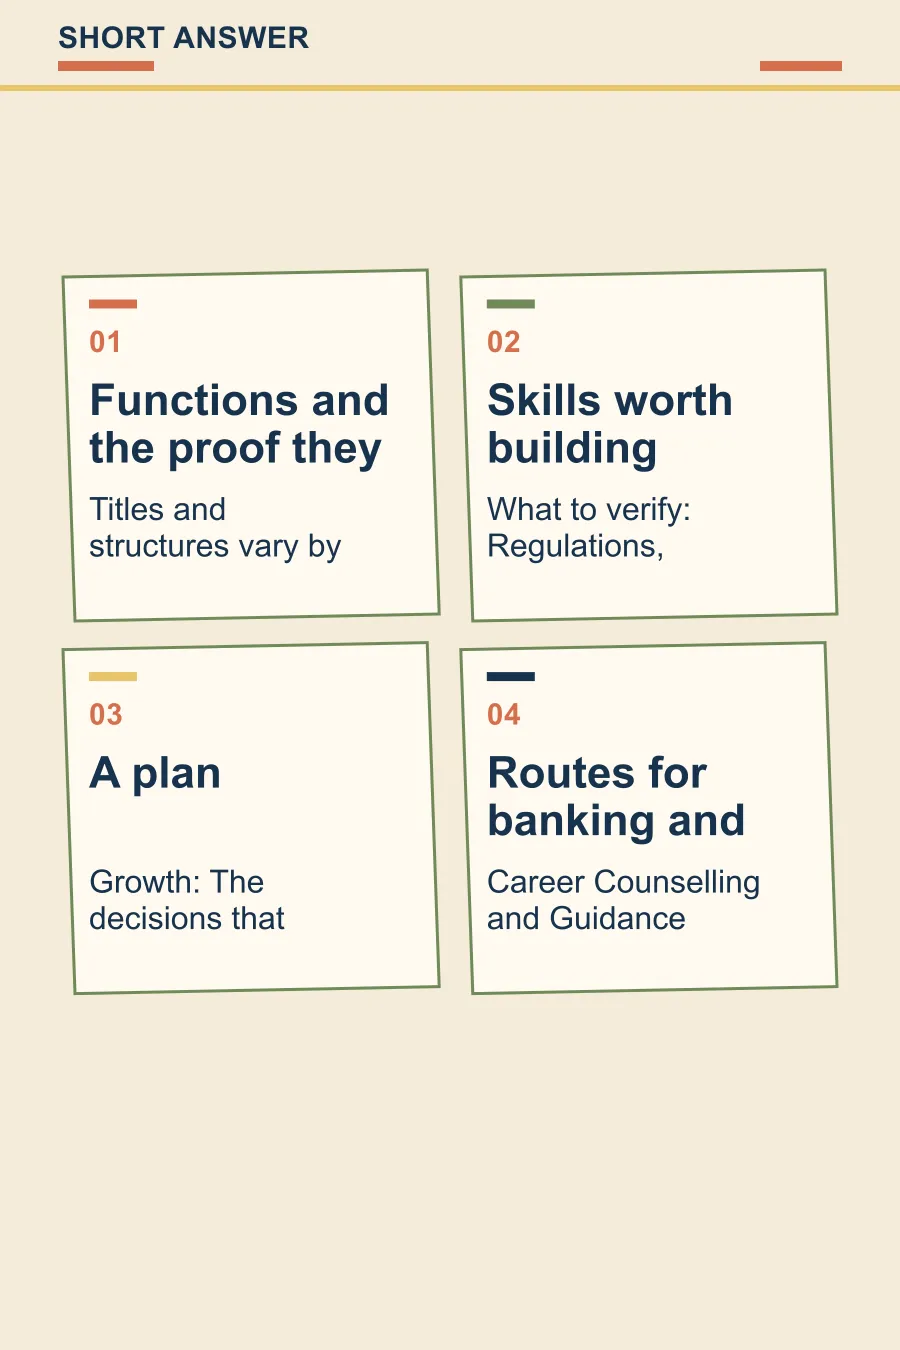 SHORT ANSWER
01
Functions and
the proof they
Titles and
structures vary by
02
Skills worth
building
What to verify:
Regulations,
03
A plan
Growth: The
decisions that
04
Routes for
banking and
Career Counselling
and Guidance